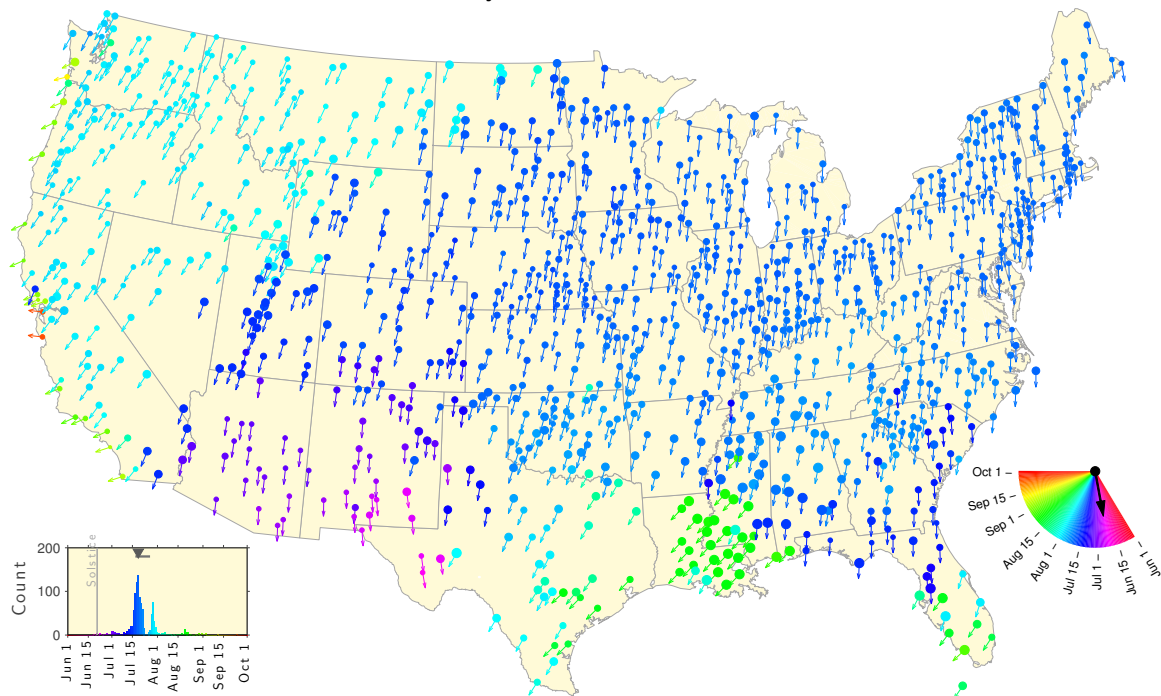 Oct 1
Sep 15
Sep 1
Aug 15
Aug 1
Jul 15
Jul 1
Jun 15
Jun 1
Solstice
200
100
0
Count
Jun 1
Jun 15
Jul 1
Jul 15
Aug 1
Aug 15
Sep 1
Sep 15
Oct 1